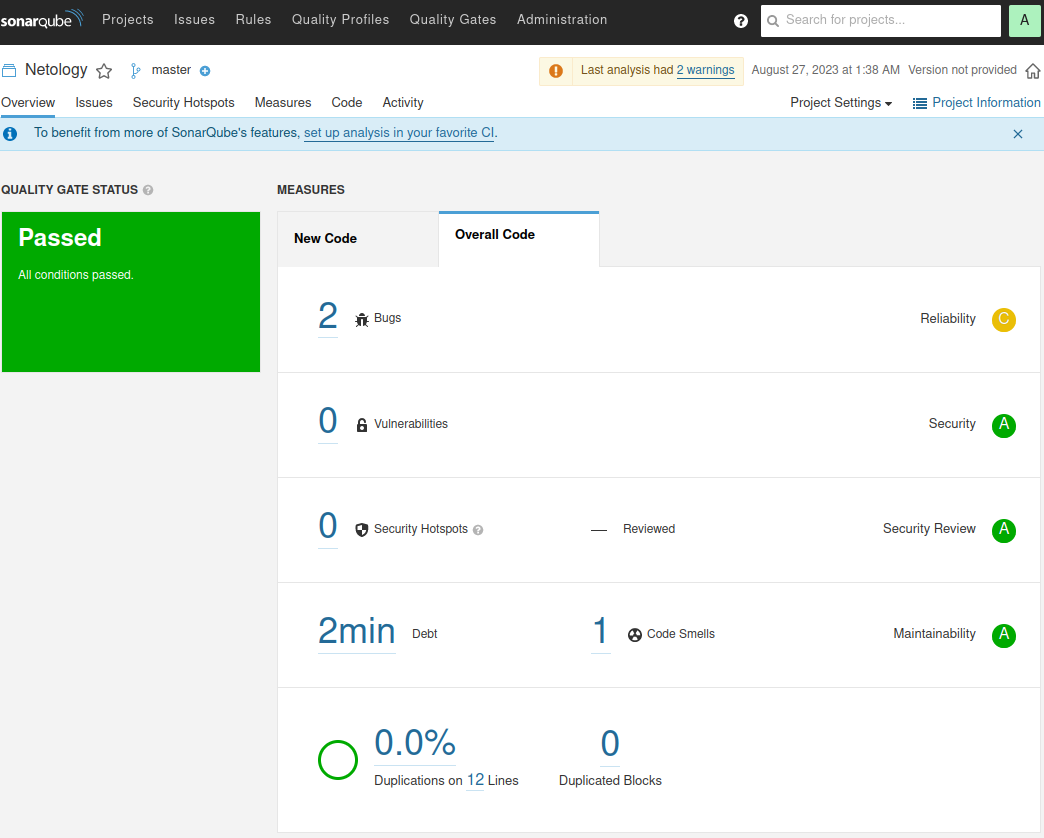 sonarqube Projects Issues Rules Quality Profiles Quality Gates Administration ? Search for projects... A
Netology master Last analysis had 2 warnings August 27, 2023 at 1:38 AM Version not provided
Overview Issues Security Hotspots Measures Code Activity Project Settings Project Information
To benefit from more of SonarQube's features, set up analysis in your favorite CI.
QUALITY GATE STATUS ? MEASURES
Passed
All conditions passed.
New Code Overall Code
2 Bugs Reliability C
0 Vulnerabilities Security A
0 Security Hotspots ? — Reviewed Security Review A
2min Debt 1 Code Smells Maintainability A
0.0% 0
Duplications on 12 Lines Duplicated Blocks